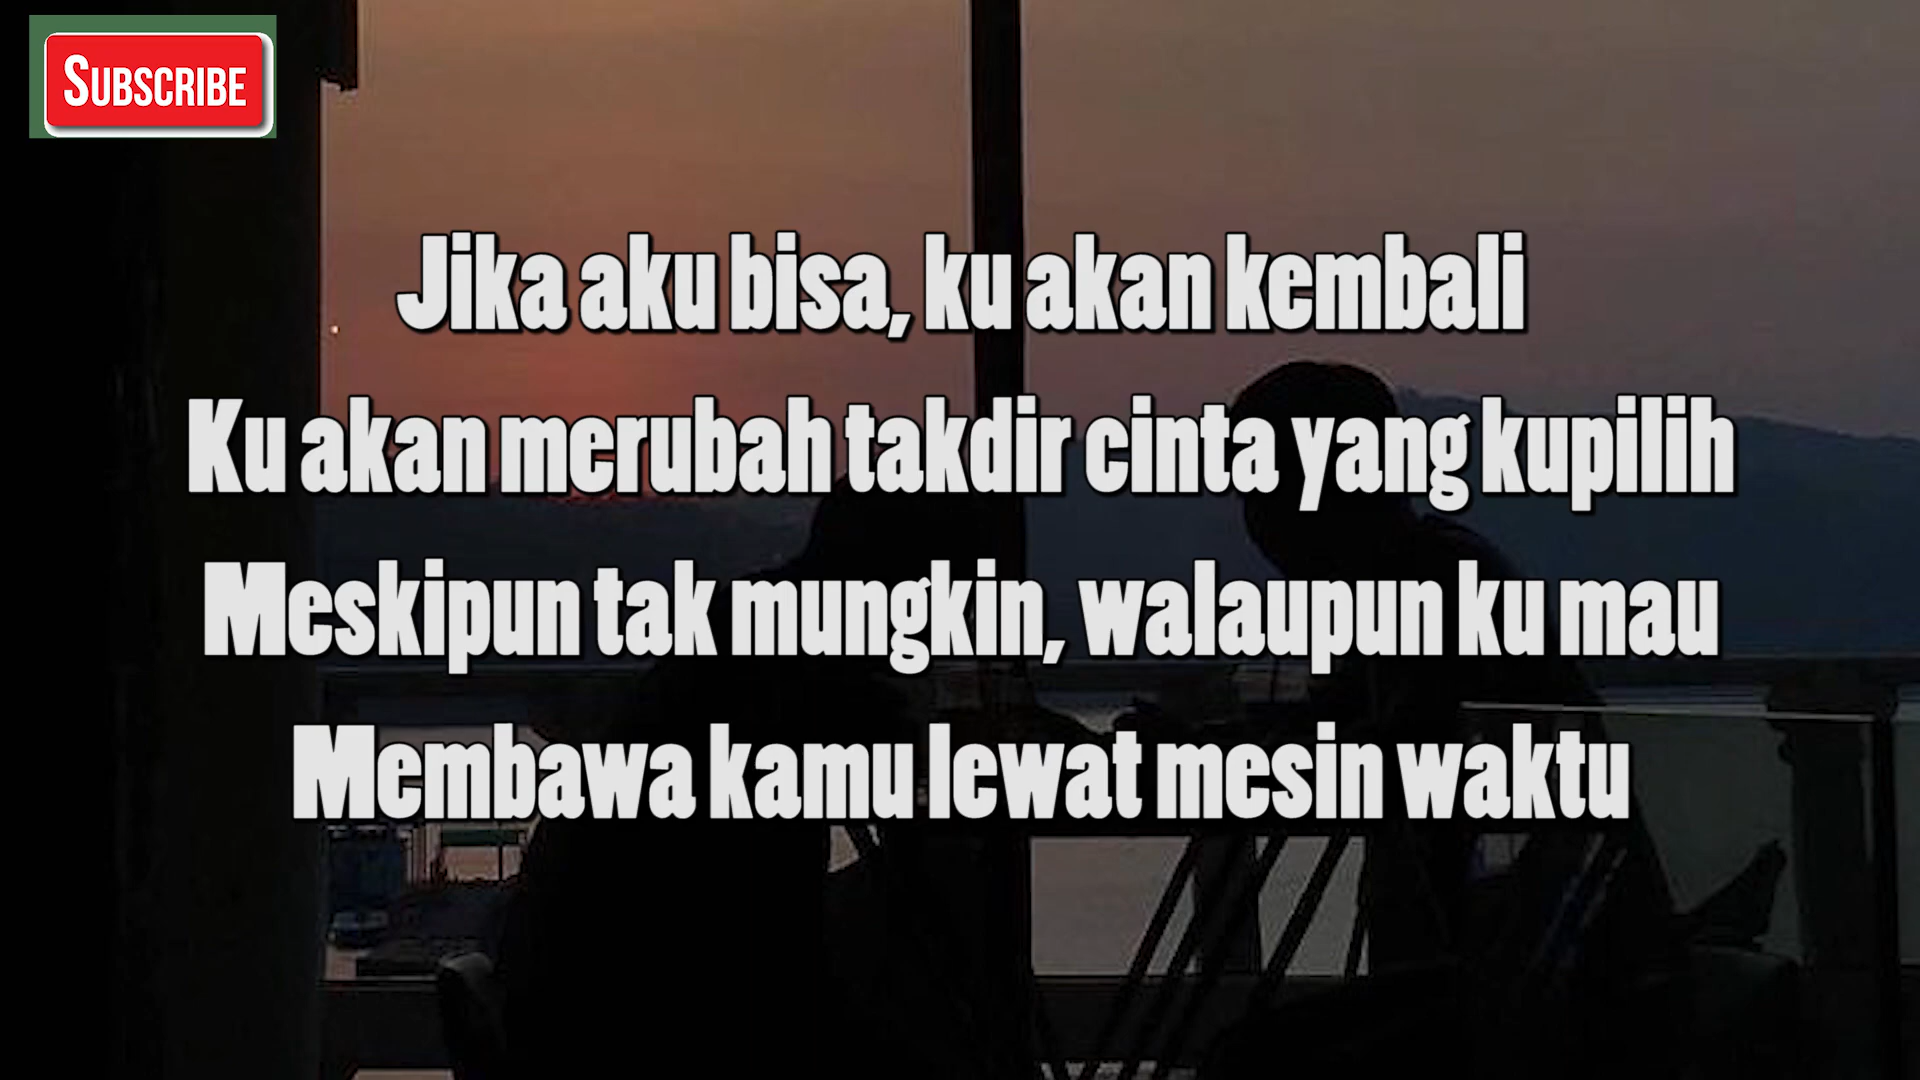 SUBSCRIBE
Jika aku bisa, ku akan kembali
Ku akan merubah takdir cinta yang kupilih
Meskipun tak mungkin, walaupun ku mau
Membawa kamu lewat mesin waktu